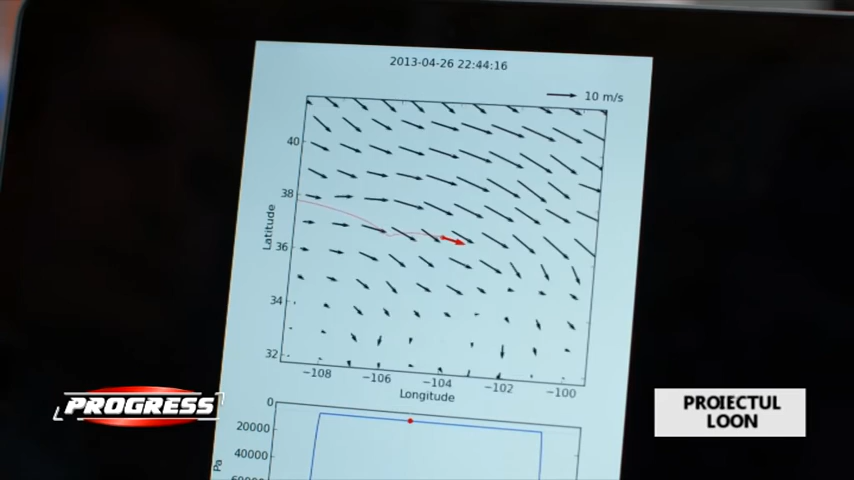 2013-04-26 22:44:16
10 m/s
40
38
36
34
32
Latitude
−108 −106 −104 −102 −100
Longitude
0
20000
40000
Pa
PROGRESS
PROIECTUL
LOON